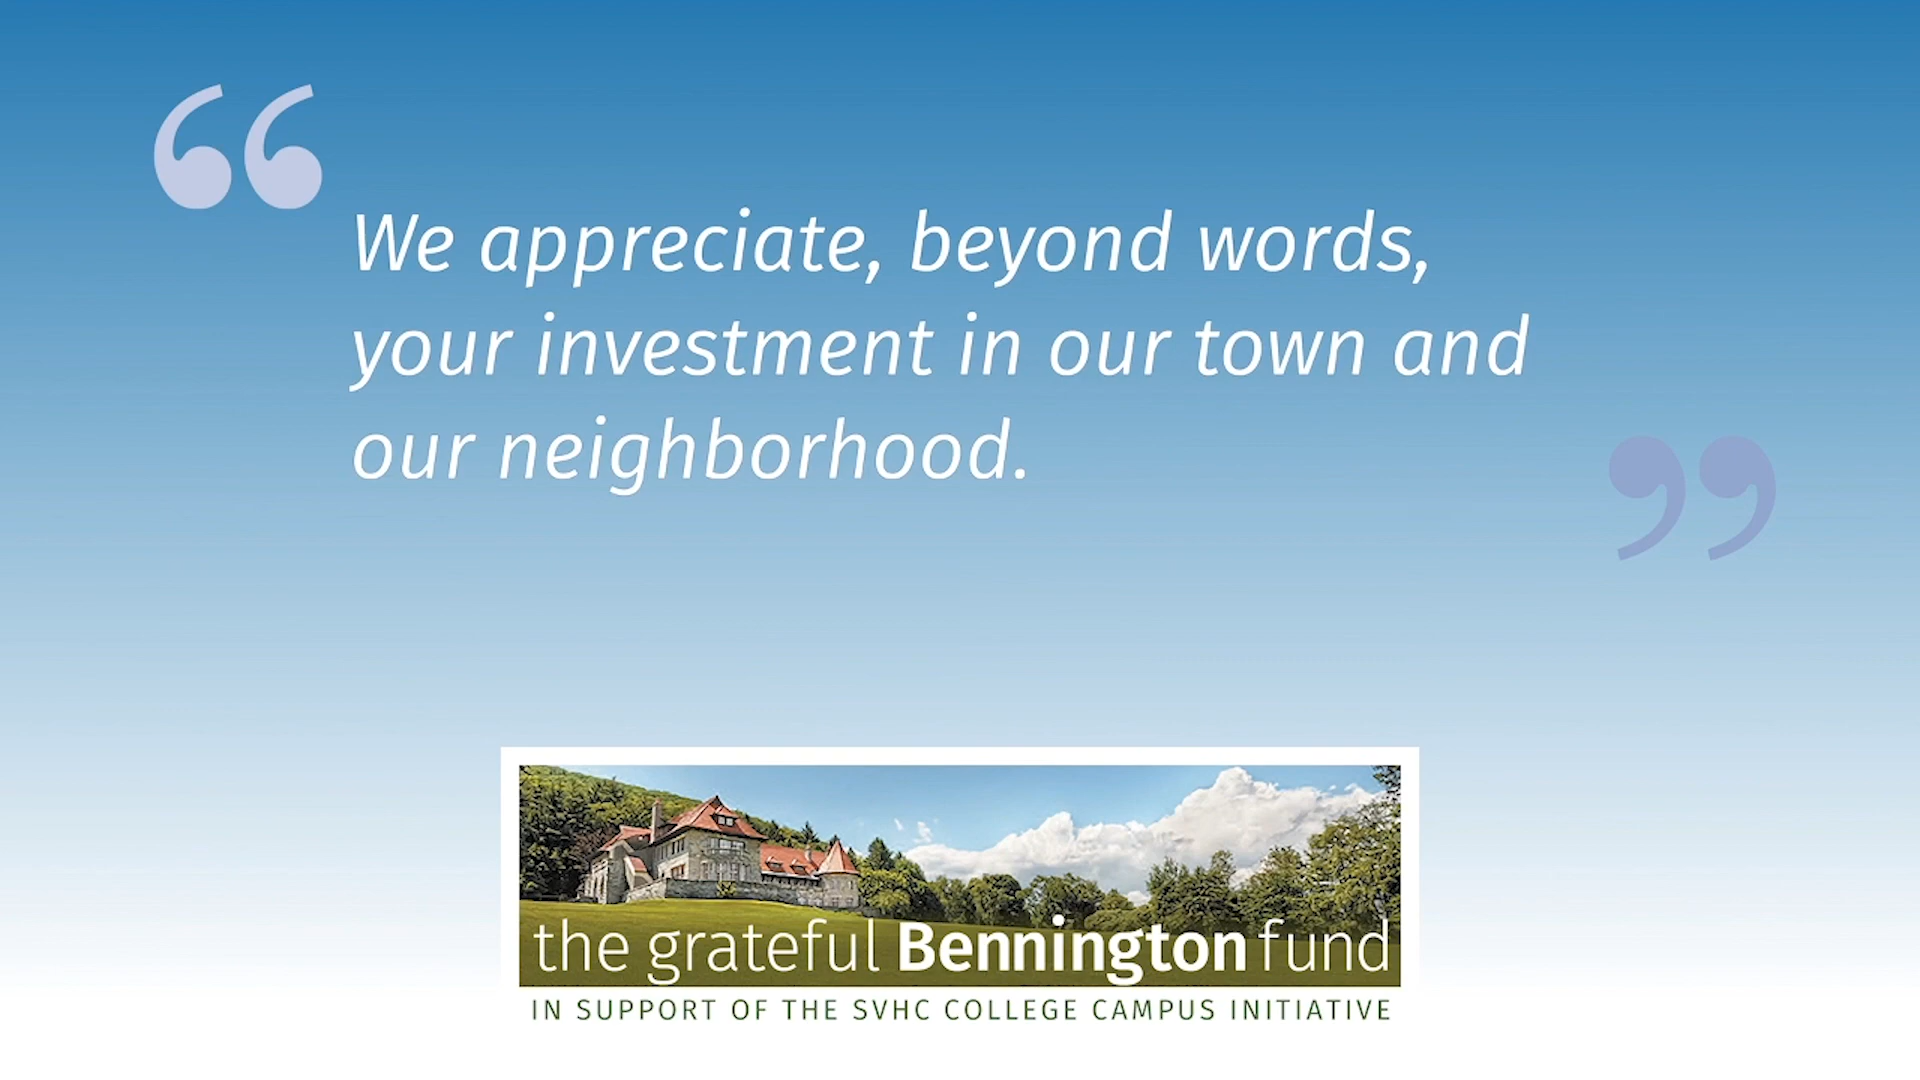 “
We appreciate, beyond words,
your investment in our town and
our neighborhood.
”
the grateful Bennington fund
IN SUPPORT OF THE SVHC COLLEGE CAMPUS INITIATIVE